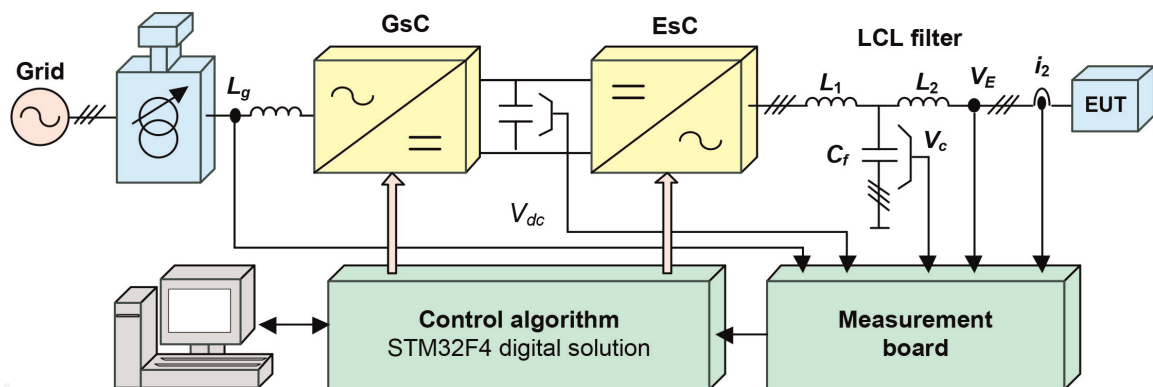 GsC
EsC
LCL filter
Grid
Lg
L1
L2
VE
i2
EUT
Cf
Vc
Vdc
Control algorithm
STM32F4 digital solution
Measurement
board